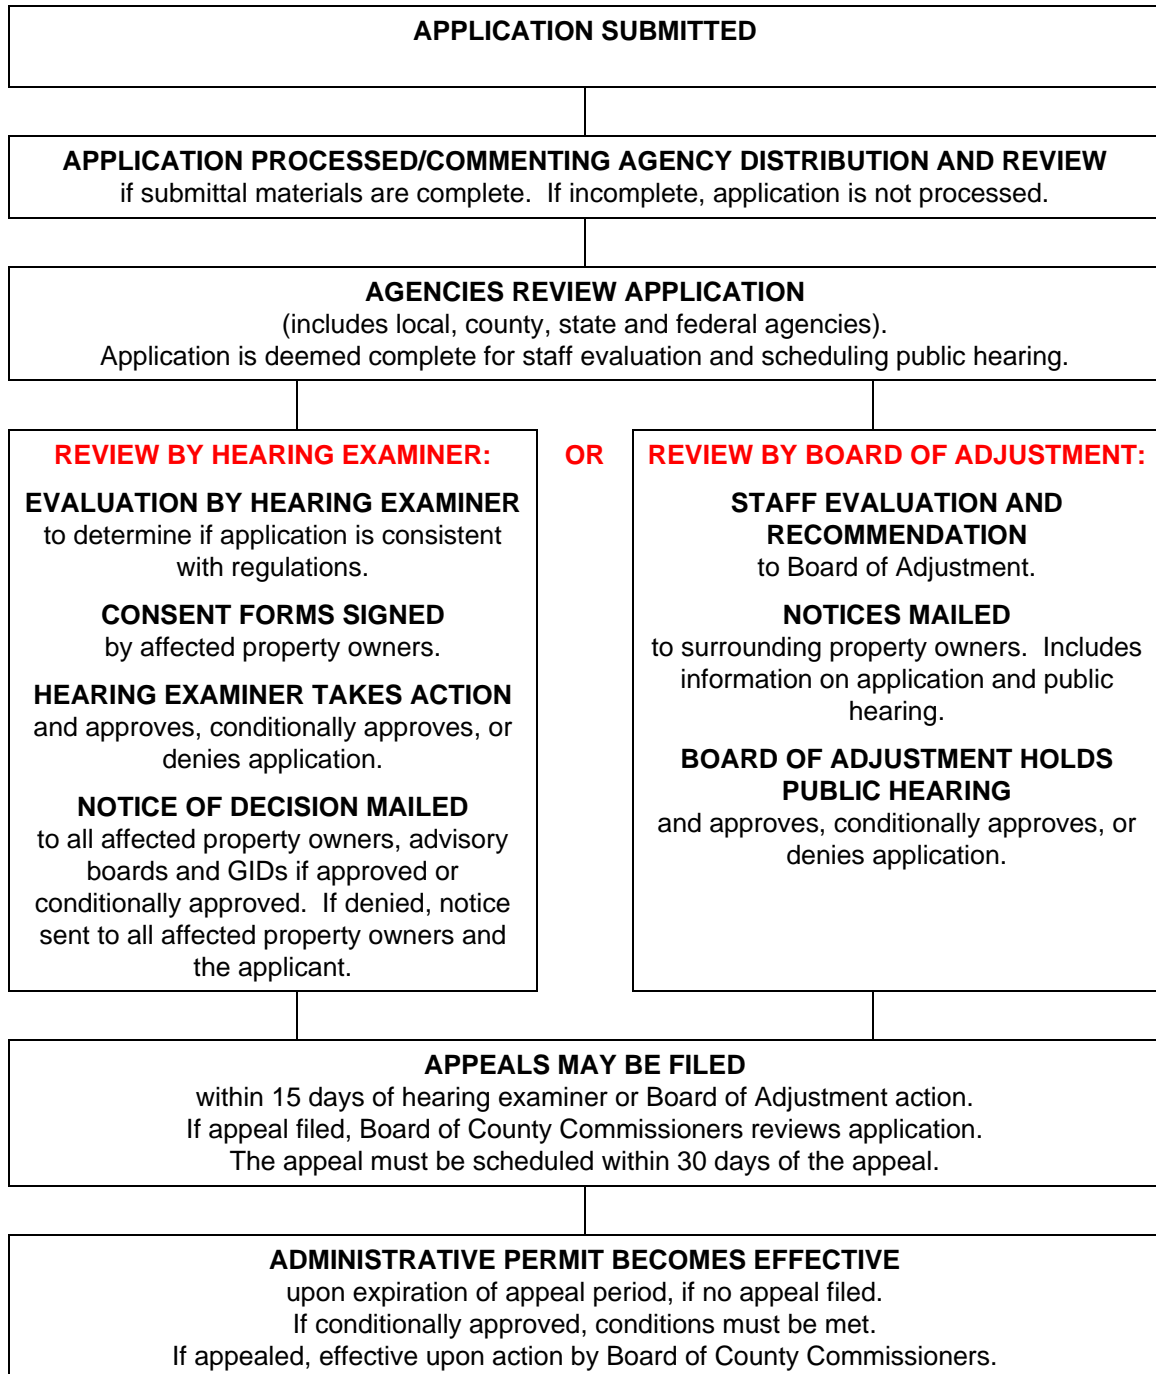 APPLICATION SUBMITTED
APPLICATION PROCESSED/COMMENTING AGENCY DISTRIBUTION AND REVIEW
if submittal materials are complete.  If incomplete, application is not processed.
AGENCIES REVIEW APPLICATION
(includes local, county, state and federal agencies).
Application is deemed complete for staff evaluation and scheduling public hearing.
REVIEW BY HEARING EXAMINER:
EVALUATION BY HEARING EXAMINER
to determine if application is consistent
with regulations.
CONSENT FORMS SIGNED
by affected property owners.
HEARING EXAMINER TAKES ACTION
and approves, conditionally approves, or
denies application.
NOTICE OF DECISION MAILED
to all affected property owners, advisory
boards and GIDs if approved or
conditionally approved.  If denied, notice
sent to all affected property owners and
the applicant.
OR
REVIEW BY BOARD OF ADJUSTMENT:
STAFF EVALUATION AND
RECOMMENDATION
to Board of Adjustment.
NOTICES MAILED
to surrounding property owners.  Includes
information on application and public
hearing.
BOARD OF ADJUSTMENT HOLDS
PUBLIC HEARING
and approves, conditionally approves, or
denies application.
APPEALS MAY BE FILED
within 15 days of hearing examiner or Board of Adjustment action.
If appeal filed, Board of County Commissioners reviews application.
The appeal must be scheduled within 30 days of the appeal.
ADMINISTRATIVE PERMIT BECOMES EFFECTIVE
upon expiration of appeal period, if no appeal filed.
If conditionally approved, conditions must be met.
If appealed, effective upon action by Board of County Commissioners.